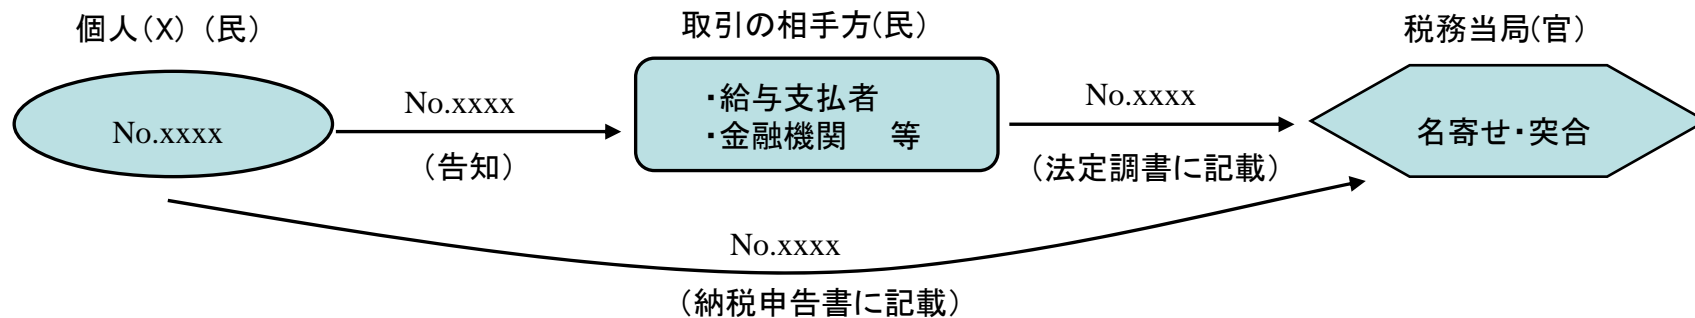 個人(X) (民)
取引の相手方(民)
税務当局(官)
No.xxxx
No.xxxx
(告知)
・給与支払者
・金融機関　等
No.xxxx
(法定調書に記載)
名寄せ・突合
No.xxxx
(納税申告書に記載)